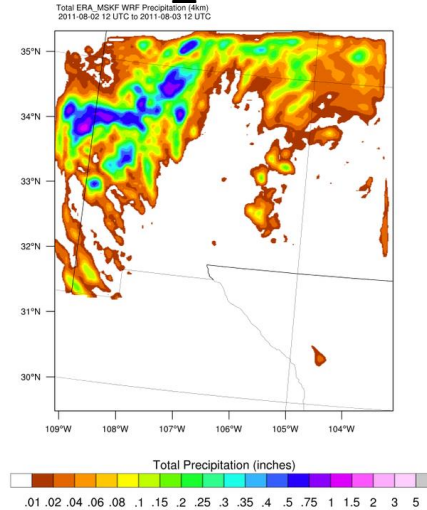 Total ERA_MSKF WRF Precipitation (4km)
2011-08-02 12 UTC to 2011-08-03 12 UTC
35°N
34°N
33°N
32°N
31°N
30°N
109°W 108°W 107°W 106°W 105°W 104°W
Total Precipitation (inches)
.01 .02 .04 .06 .08 .1 .15 .2 .25 .3 .35 .4 .5 .75 1 1.5 2 3 5